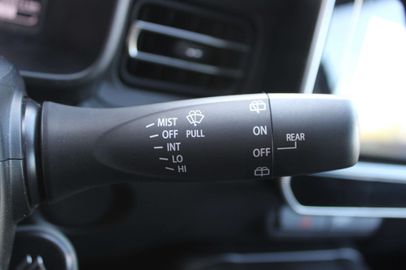 MIST
OFF PULL
INT
LO
HI
ON
OFF
REAR